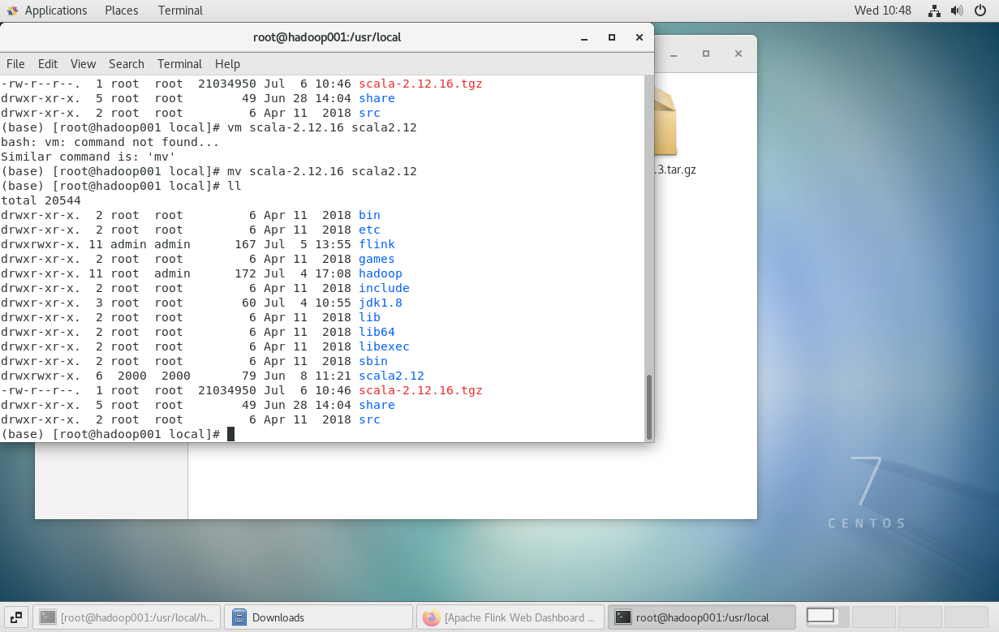 Applications Places Terminal Wed 10:48
root@hadoop001:/usr/local
File Edit View Search Terminal Help
-rw-r--r--.  1 root  root  21034950 Jul  6 10:46 scala-2.12.16.tgz
drwxr-xr-x.  5 root  root        49 Jun 28 14:04 share
drwxr-xr-x.  2 root  root         6 Apr 11  2018 src
(base) [root@hadoop001 local]# vm scala-2.12.16 scala2.12
bash: vm: command not found...
Similar command is: 'mv'
(base) [root@hadoop001 local]# mv scala-2.12.16 scala2.12
(base) [root@hadoop001 local]# ll
total 20544
drwxr-xr-x.  2 root  root         6 Apr 11  2018 bin
drwxr-xr-x.  2 root  root         6 Apr 11  2018 etc
drwxrwxr-x. 11 admin admin      167 Jul  5 13:55 flink
drwxr-xr-x.  2 root  root         6 Apr 11  2018 games
drwxr-xr-x. 11 root  admin      172 Jul  4 17:08 hadoop
drwxr-xr-x.  2 root  root         6 Apr 11  2018 include
drwxr-xr-x.  3 root  root        60 Jul  4 10:55 jdk1.8
drwxr-xr-x.  2 root  root         6 Apr 11  2018 lib
drwxr-xr-x.  2 root  root         6 Apr 11  2018 lib64
drwxr-xr-x.  2 root  root         6 Apr 11  2018 libexec
drwxr-xr-x.  2 root  root         6 Apr 11  2018 sbin
drwxrwxr-x.  6  2000  2000       79 Jun  8 11:21 scala2.12
-rw-r--r--.  1 root  root  21034950 Jul  6 10:46 scala-2.12.16.tgz
drwxr-xr-x.  5 root  root        49 Jun 28 14:04 share
drwxr-xr-x.  2 root  root         6 Apr 11  2018 src
(base) [root@hadoop001 local]#
.3.tar.gz
7
CENTOS
[root@hadoop001:/usr/local/h... Downloads [Apache Flink Web Dashboard ... root@hadoop001:/usr/local